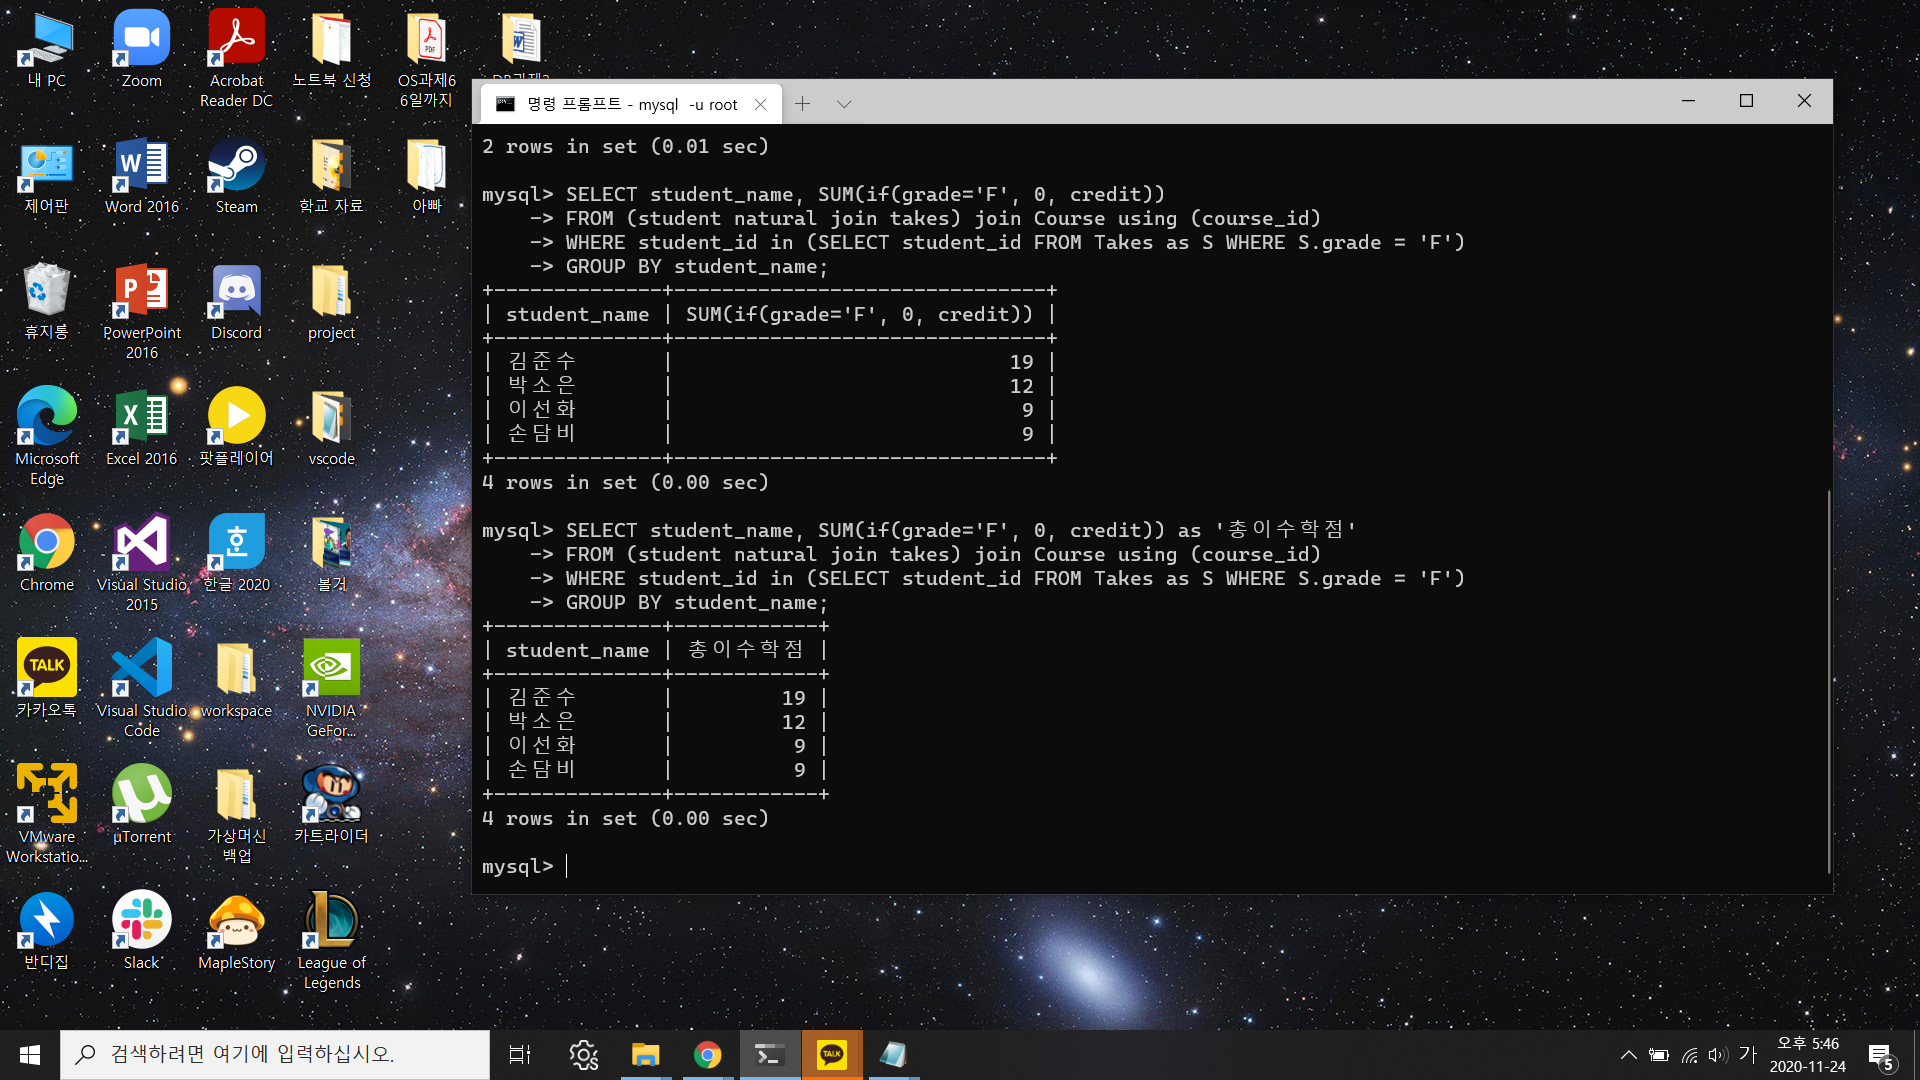 내 PC
Zoom
Acrobat
Reader DC
노트북 신청
OS과제6
6일까지
제어판
Word 2016
Steam
학교 자료
아빠
휴지통
PowerPoint
2016
Discord
project
Microsoft
Edge
Excel 2016
팟플레이어
vscode
Chrome
Visual Studio
2015
한글 2020
볼거
카카오톡
Visual Studio
Code
workspace
NVIDIA
GeFor...
VMware
Workstatio...
µTorrent
가상머신
백업
카트라이더
반디집
Slack
MapleStory
League of
Legends
명령 프롬프트 - mysql  -u root
2 rows in set (0.01 sec)
mysql> SELECT student_name, SUM(if(grade='F', 0, credit))
    -> FROM (student natural join takes) join Course using (course_id)
    -> WHERE student_id in (SELECT student_id FROM Takes as S WHERE S.grade = 'F')
    -> GROUP BY student_name;
+--------------+-------------------------------+
| student_name | SUM(if(grade='F', 0, credit)) |
+--------------+-------------------------------+
| 김준수       |                            19 |
| 박소은       |                            12 |
| 이선화       |                             9 |
| 손담비       |                             9 |
+--------------+-------------------------------+
4 rows in set (0.00 sec)
mysql> SELECT student_name, SUM(if(grade='F', 0, credit)) as '총이수학점'
    -> FROM (student natural join takes) join Course using (course_id)
    -> WHERE student_id in (SELECT student_id FROM Takes as S WHERE S.grade = 'F')
    -> GROUP BY student_name;
+--------------+------------+
| student_name | 총이수학점 |
+--------------+------------+
| 김준수       |         19 |
| 박소은       |         12 |
| 이선화       |          9 |
| 손담비       |          9 |
+--------------+------------+
4 rows in set (0.00 sec)
mysql>
검색하려면 여기에 입력하십시오.
TALK
가
오후 5:46
2020-11-24
5